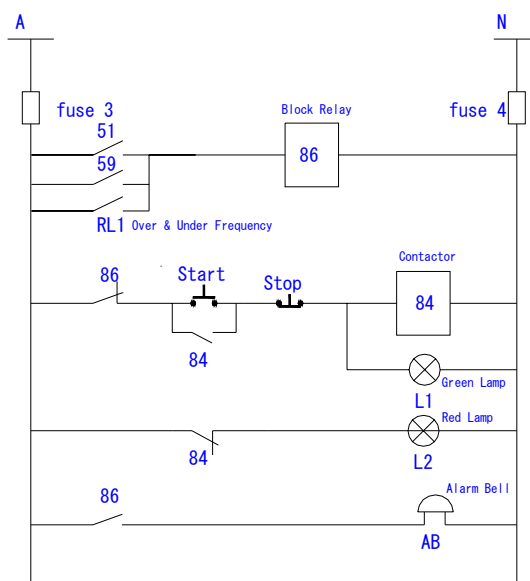 A N
fuse 3 Block Relay fuse 4
51
86
59
RL1 Over & Under Frequency
86 Start Stop Contactor
84
84
Green Lamp
L1
Red Lamp
84 L2
86 Alarm Bell
AB